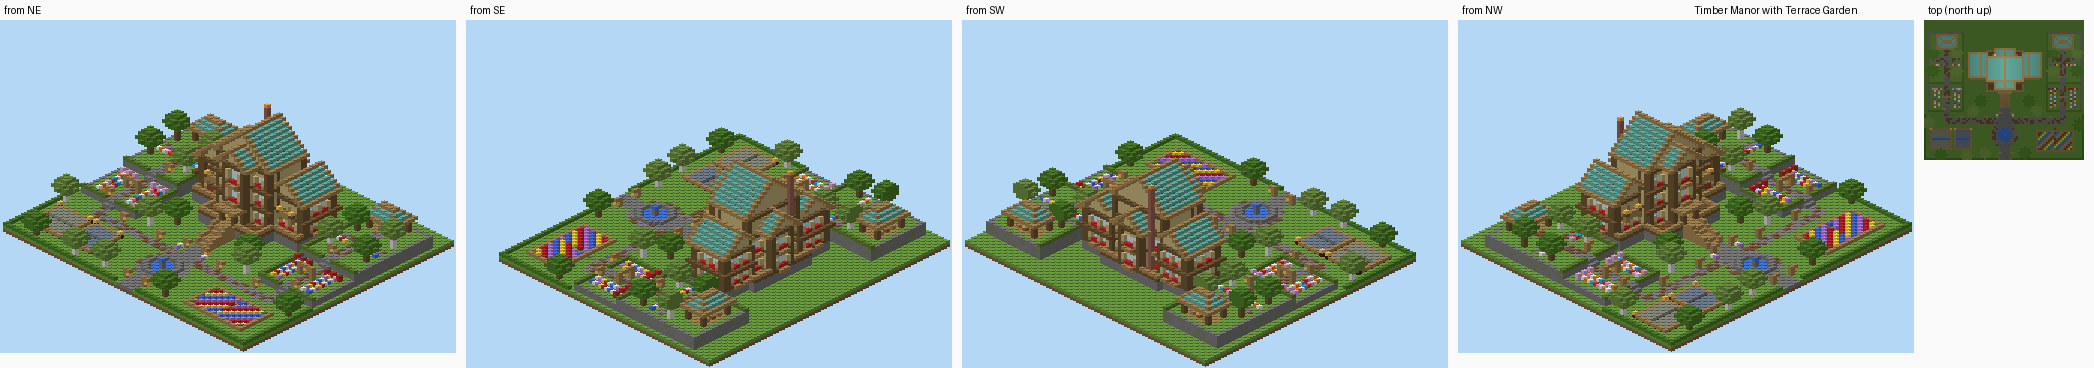 from NE
from SE
from SW
from NW
Timber Manor with Terrace Garden
top (north up)